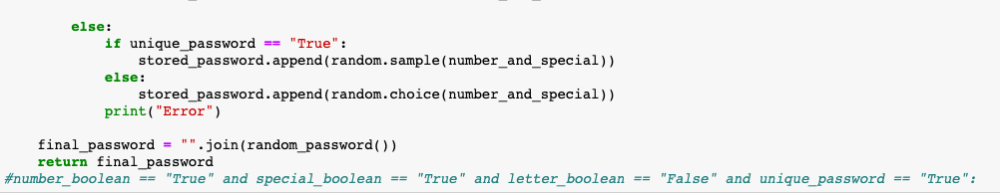 else:
if unique_password == "True":
stored_password.append(random.sample(number_and_special))
else:
stored_password.append(random.choice(number_and_special))
print("Error")
final_password = "".join(random_password())
return final_password
#number_boolean == "True" and special_boolean == "True" and letter_boolean == "False" and unique_password == "True":